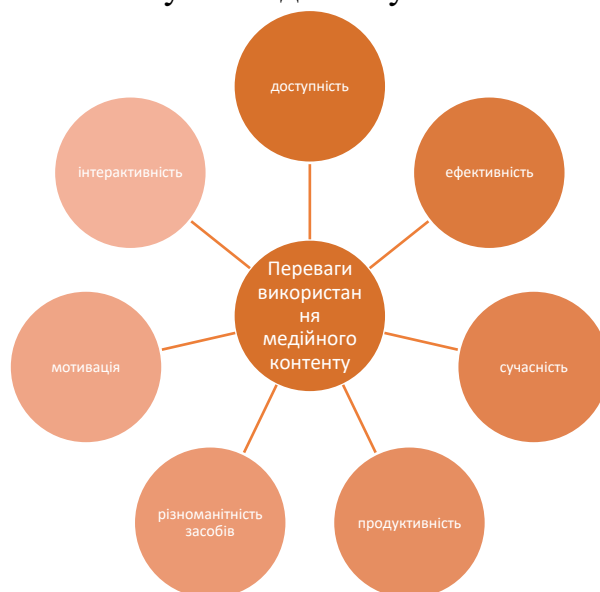 доступність
ефективність
сучасність
продуктивність
різноманітність
засобів
мотивація
інтерактивність
Переваги
використан
ня
медійного
контенту